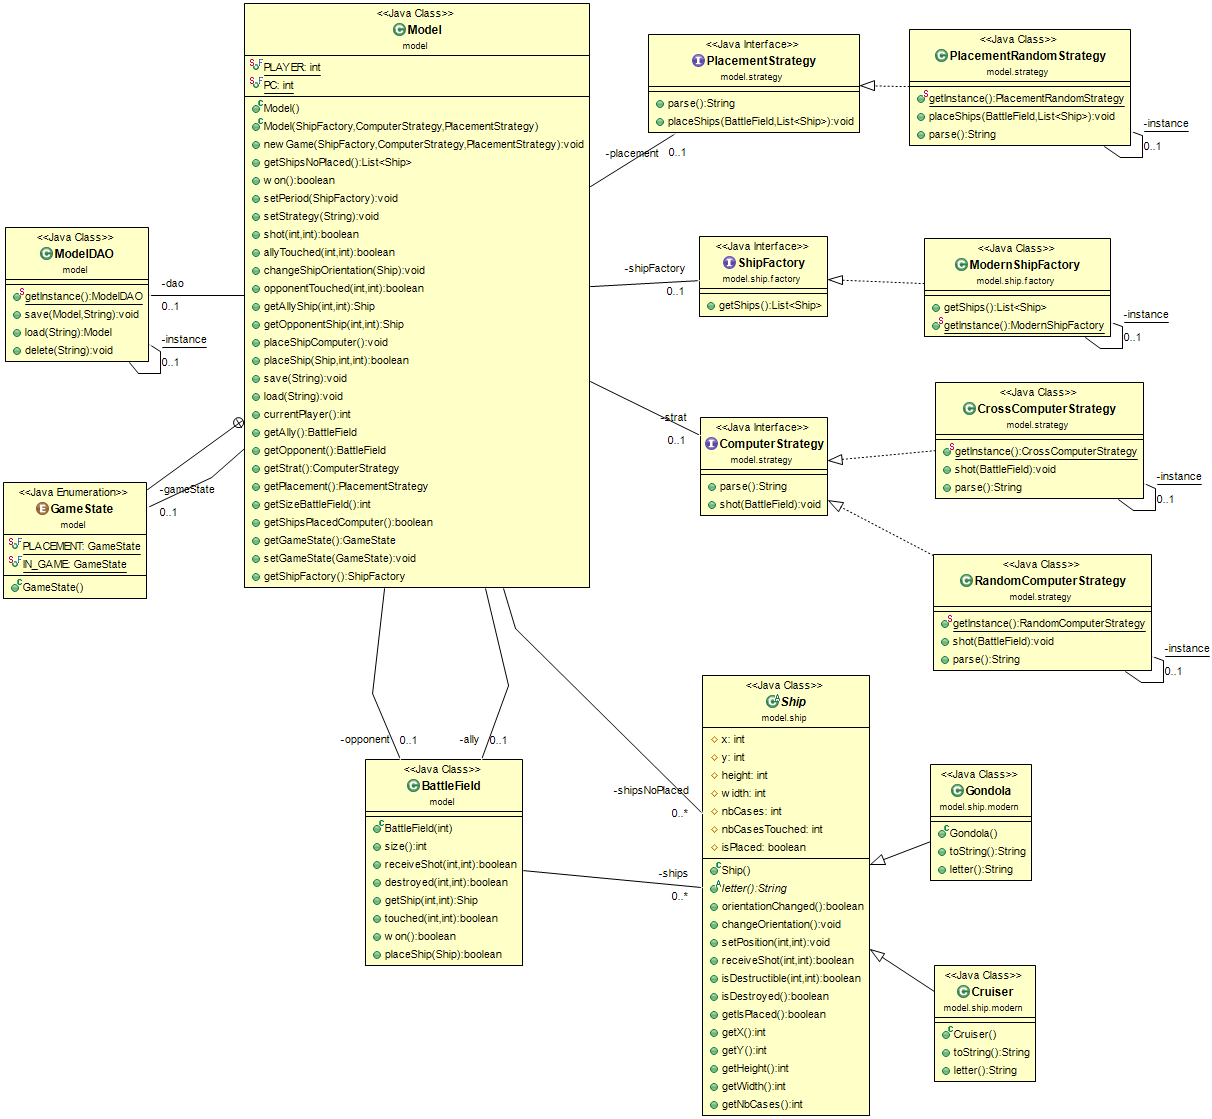 <<Java Class>>
Model
model
PLAYER: int
PC: int
Model()
Model(ShipFactory,ComputerStrategy,PlacementStrategy)
new Game(ShipFactory,ComputerStrategy,PlacementStrategy):void
getShipsNoPlaced():List<Ship>
won():boolean
setPeriod(ShipFactory):void
setStrategy(String):void
shot(int,int):boolean
allyTouched(int,int):boolean
changeShipOrientation(Ship):void
opponentTouched(int,int):boolean
getAllyShip(int,int):Ship
getOpponentShip(int,int):Ship
placeShipComputer():void
placeShip(Ship,int,int):boolean
save(String):void
load(String):void
currentPlayer():int
getAlly():BattleField
getOpponent():BattleField
getStrat():ComputerStrategy
getPlacement():PlacementStrategy
getSizeBattleField():int
getShipsPlacedComputer():boolean
getGameState():GameState
setGameState(GameState):void
getShipFactory():ShipFactory
<<Java Interface>>
PlacementStrategy
model.strategy
parse():String
placeShips(BattleField,List<Ship>):void
-placement 0..1
<<Java Class>>
PlacementRandomStrategy
model.strategy
getInstance():PlacementRandomStrategy
placeShips(BattleField,List<Ship>):void
parse():String
-instance
0..1
<<Java Class>>
ModelDAO
model
getInstance():ModelDAO
save(Model,String):void
load(String):Model
delete(String):void
-dao
0..1
-instance
0..1
<<Java Interface>>
ShipFactory
model.ship.factory
getShips():List<Ship>
-shipFactory
0..1
<<Java Class>>
ModernShipFactory
model.ship.factory
getShips():List<Ship>
getInstance():ModernShipFactory
-instance
0..1
<<Java Interface>>
ComputerStrategy
model.strategy
parse():String
shot(BattleField):void
-strat
0..1
<<Java Class>>
CrossComputerStrategy
model.strategy
getInstance():CrossComputerStrategy
shot(BattleField):void
parse():String
-instance
0..1
<<Java Enumeration>>
GameState
model
PLACEMENT: GameState
IN_GAME: GameState
GameState()
-gameState
0..1
<<Java Class>>
RandomComputerStrategy
model.strategy
getInstance():RandomComputerStrategy
shot(BattleField):void
parse():String
-instance
0..1
-opponent 0..1
-ally 0..1
<<Java Class>>
BattleField
model
BattleField(int)
size():int
receiveShot(int,int):boolean
destroyed(int,int):boolean
getShip(int,int):Ship
touched(int,int):boolean
won():boolean
placeShip(Ship):boolean
-shipsNoPlaced
0..*
-ships
0..*
<<Java Class>>
Ship
model.ship
x: int
y: int
height: int
width: int
nbCases: int
nbCasesTouched: int
isPlaced: boolean
Ship()
letter():String
orientationChanged():boolean
changeOrientation():void
setPosition(int,int):void
receiveShot(int,int):boolean
isDestructible(int,int):boolean
isDestroyed():boolean
getIsPlaced():boolean
getX():int
getY():int
getHeight():int
getWidth():int
getNbCases():int
<<Java Class>>
Gondola
model.ship.modern
Gondola()
toString():String
letter():String
<<Java Class>>
Cruiser
model.ship.modern
Cruiser()
toString():String
letter():String